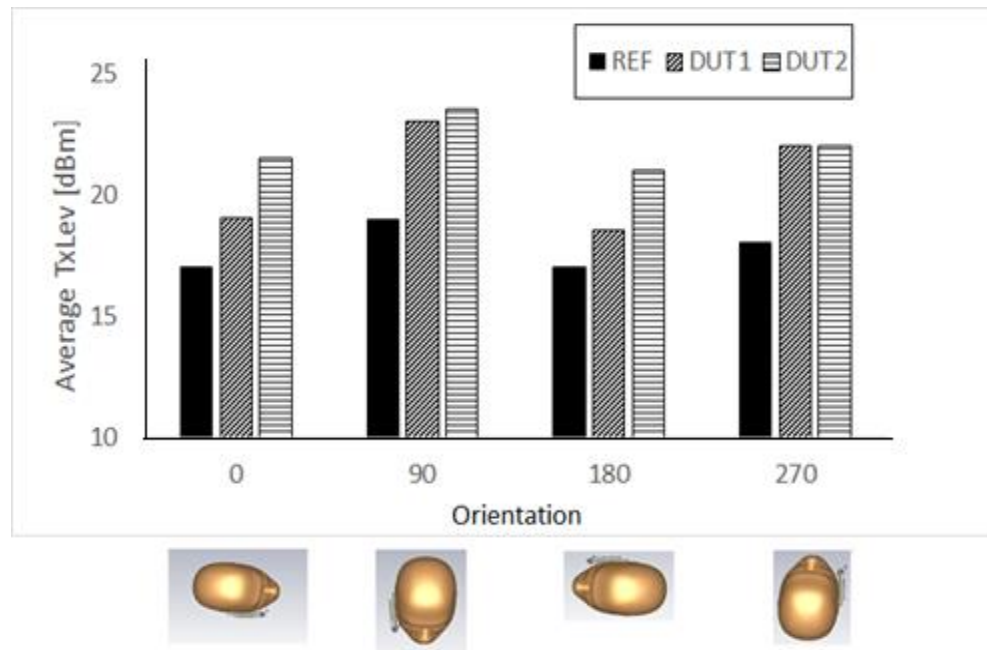 REF DUT1 DUT2
25
20
15
10
Average TxLev [dBm]
0 90 180 270
Orientation